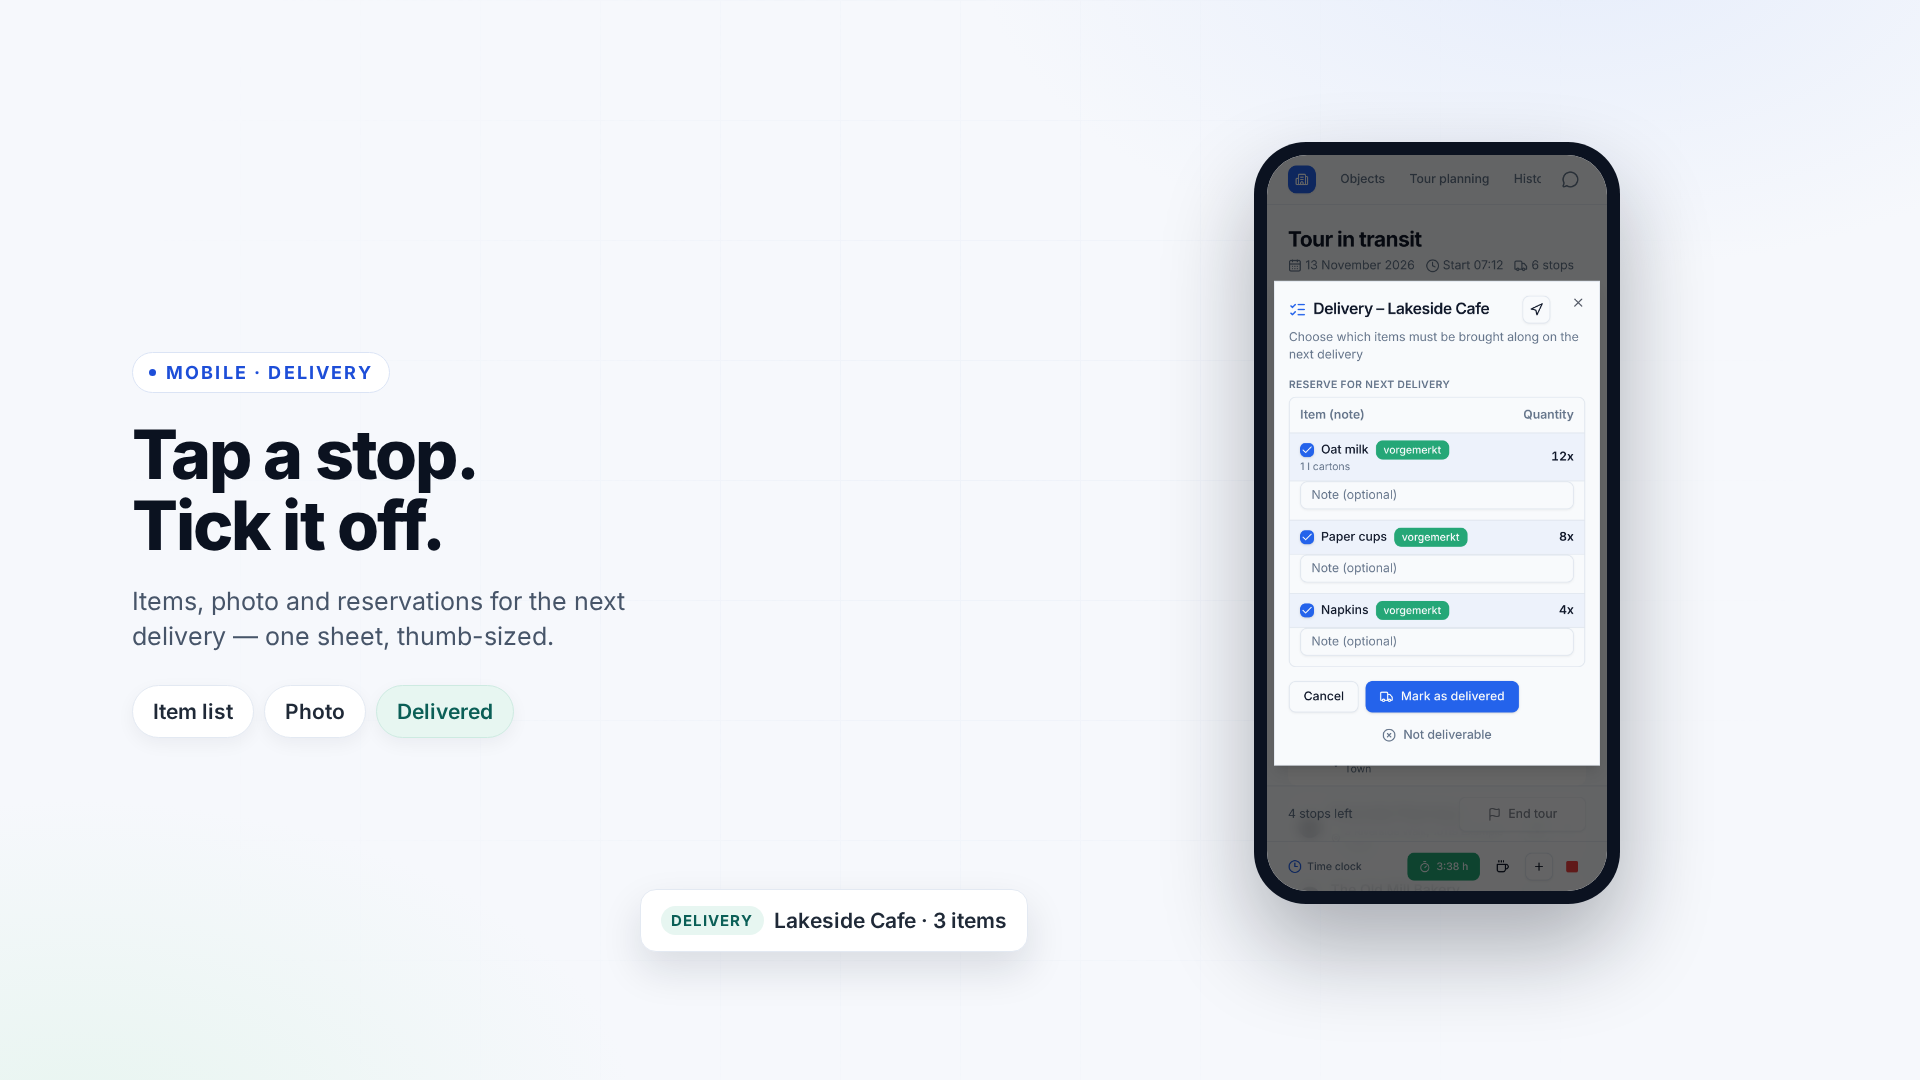 MOBILE · DELIVERY
Tap a stop.
Tick it off.
Items, photo and reservations for the next
delivery — one sheet, thumb-sized.
Item list
Photo
Delivered
DELIVERY Lakeside Cafe · 3 items
Objects Tour planning Histo
Tour in transit
13 November 2026 Start 07:12 6 stops
Delivery – Lakeside Cafe
Choose which items must be brought along on the
next delivery
RESERVE FOR NEXT DELIVERY
Item (note) Quantity
Oat milk vorgemerkt 12x
1 l cartons
Note (optional)
Paper cups vorgemerkt 8x
Note (optional)
Napkins vorgemerkt 4x
Note (optional)
Cancel Mark as delivered
Not deliverable
Town
4 stops left End tour
Time clock 3:38 h